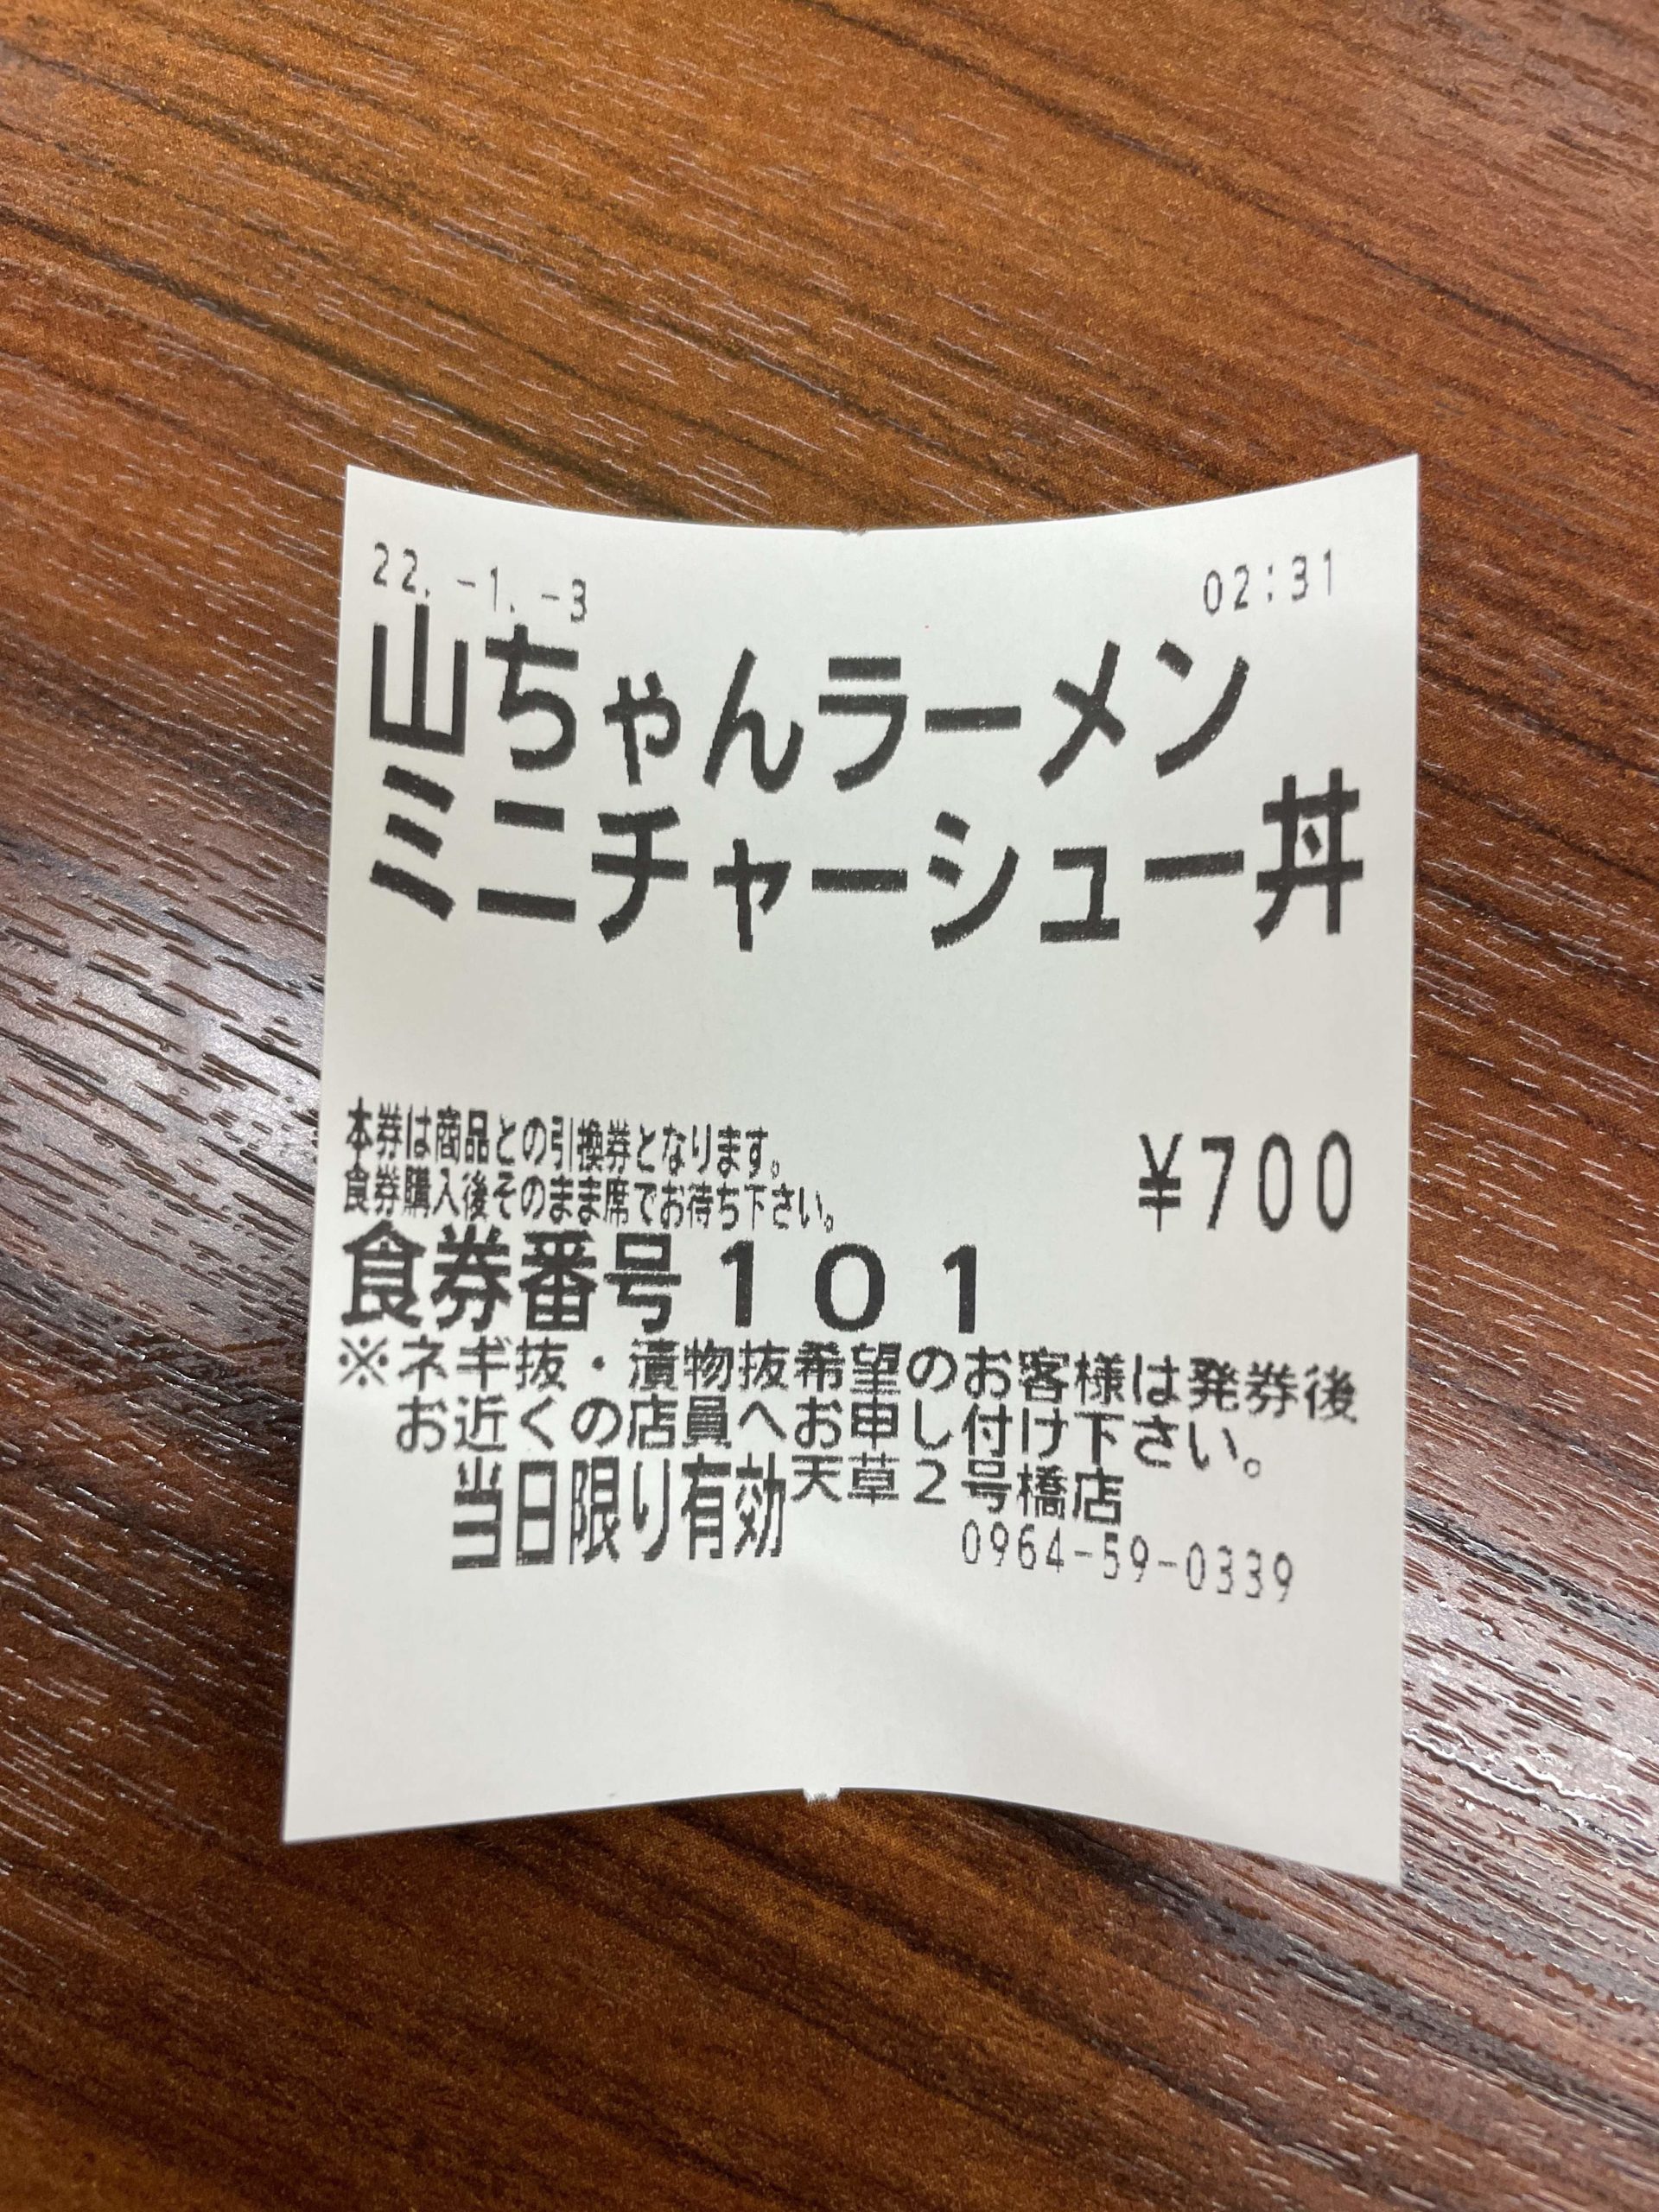 22.-1.-3 02:31
山ちゃんラーメン
ミニチャーシュー丼
本券は商品との引換券となります。
食券購入後そのまま席でお待ち下さい。
¥700
食券番号101
※ネギ抜・漬物抜希望のお客様は発券後
お近くの店員へお申し付け下さい。
当日限り有効
天草2号橋店
0964-59-0339